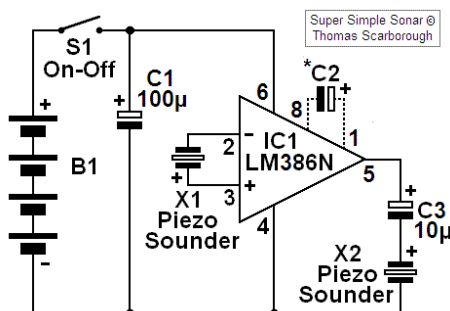 Super Simple Sonar ©
Thomas Scarborough
S1
On-Off
C1
100µ
*C2
+
6
8
1
IC1
LM386N
-
2
+
3
4
5
+
B1
-
+
X1
Piezo
Sounder
+
+
C3
10µ
X2
Piezo
Sounder
+